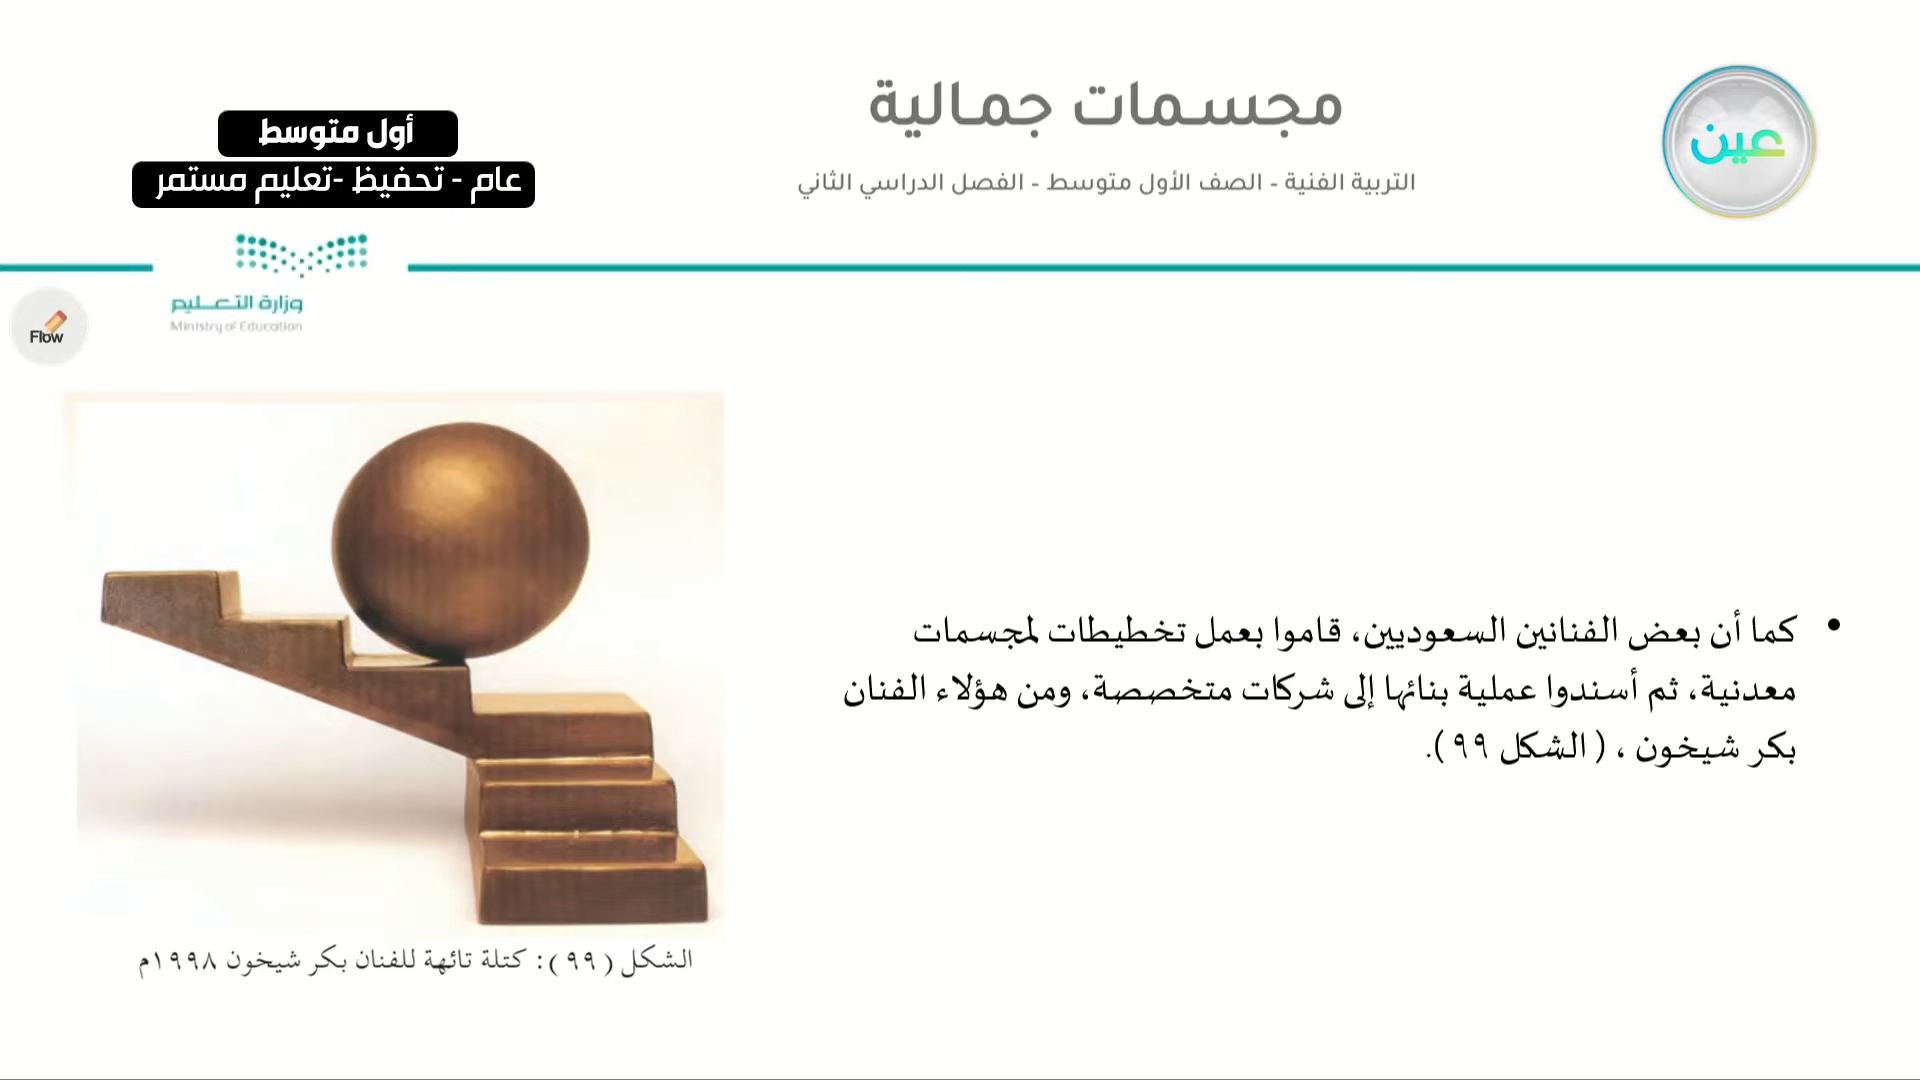 مجسمات جمالية
التربية الفنية - الصف الأول متوسط - الفصل الدراسي الثاني
عين
أول متوسط
عام - تحفيظ -تعليم مستمر
وزارة التعليم
Ministry of Education
Flow
• كما أن بعض الفنانين السعوديين، قاموا بعمل تخطيطات لمجسمات
معدنية، ثم أسندوا عملية بنائها إلى شركات متخصصة، ومن هؤلاء الفنان
بكر شيخون ، ( الشكل ٩٩ ).
الشكل ( ٩٩ ) : كتلة تائهة للفنان بكر شيخون ١٩٩٨م